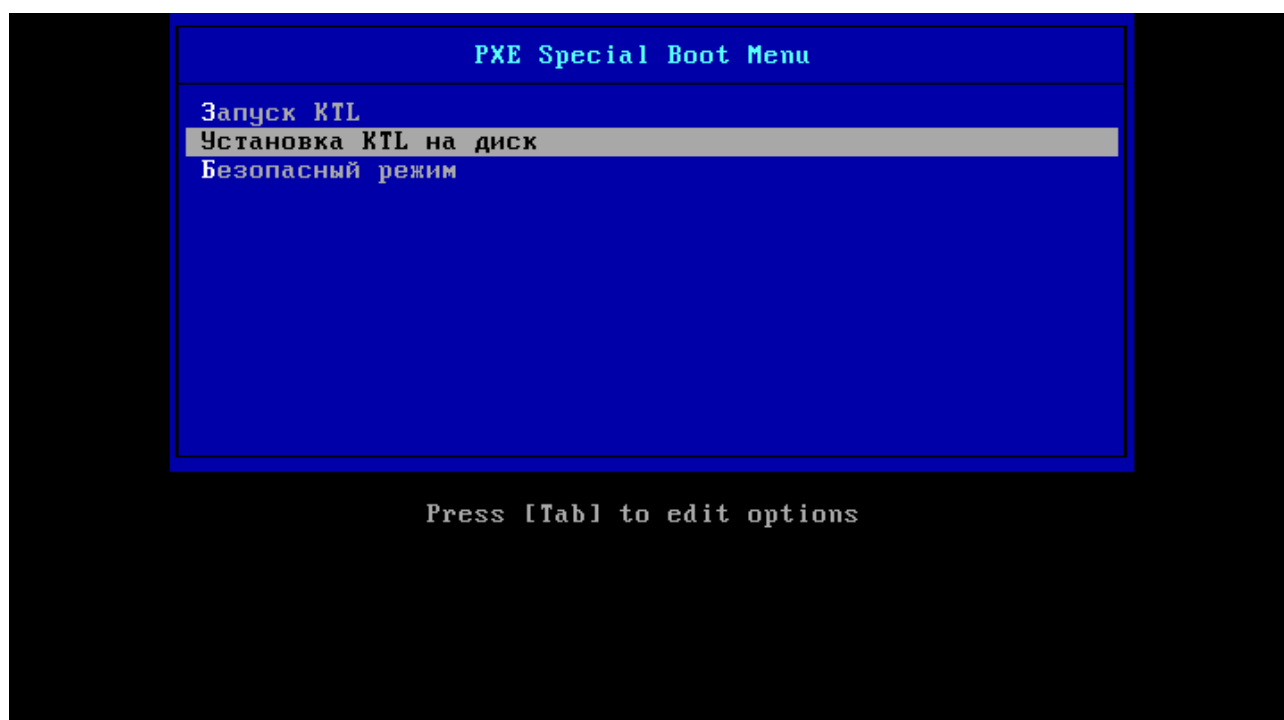 PXE Special Boot Menu
Запуск KTL
Установка KTL на диск
Безопасный режим
Press [Tab] to edit options